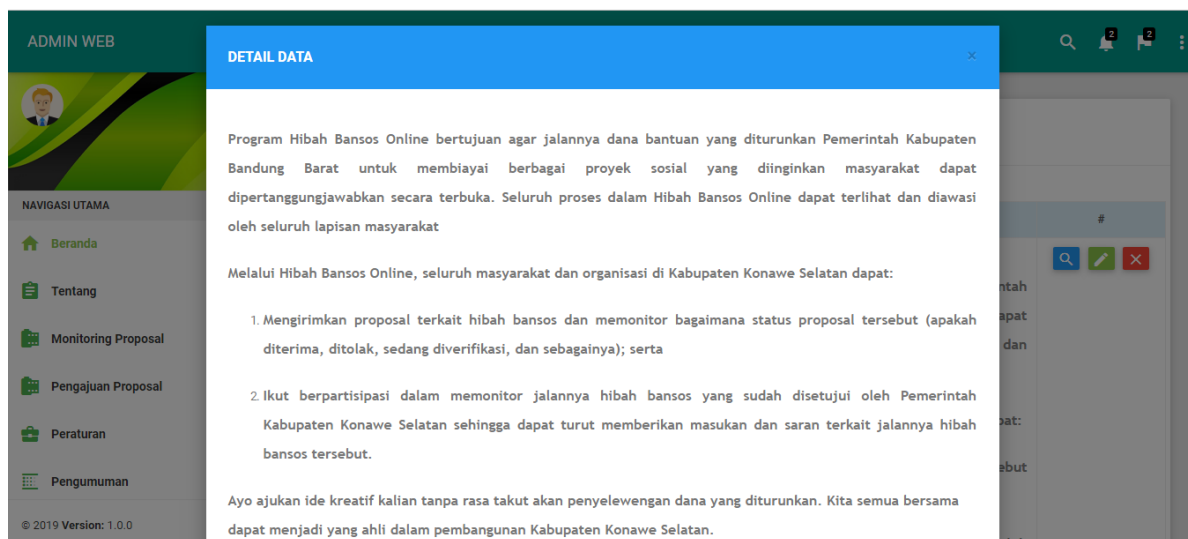 ADMIN WEB
DETAIL DATA
×
2
2
Program Hibah Bansos Online bertujuan agar jalannya dana bantuan yang diturunkan Pemerintah Kabupaten
Bandung Barat untuk membiayai berbagai proyek sosial yang diinginkan masyarakat dapat
dipertanggungjawabkan secara terbuka. Seluruh proses dalam Hibah Bansos Online dapat terlihat dan diawasi
oleh seluruh lapisan masyarakat
Melalui Hibah Bansos Online, seluruh masyarakat dan organisasi di Kabupaten Konawe Selatan dapat:
1. Mengirimkan proposal terkait hibah bansos dan memonitor bagaimana status proposal tersebut (apakah
diterima, ditolak, sedang diverifikasi, dan sebagainya); serta
2. Ikut berpartisipasi dalam memonitor jalannya hibah bansos yang sudah disetujui oleh Pemerintah
Kabupaten Konawe Selatan sehingga dapat turut memberikan masukan dan saran terkait jalannya hibah
bansos tersebut.
Ayo ajukan ide kreatif kalian tanpa rasa takut akan penyelewengan dana yang diturunkan. Kita semua bersama
dapat menjadi yang ahli dalam pembangunan Kabupaten Konawe Selatan.
NAVIGASI UTAMA
Beranda
Tentang
Monitoring Proposal
Pengajuan Proposal
Peraturan
Pengumuman
© 2019 Version: 1.0.0
#
ntah
apat
dan
pat:
ebut